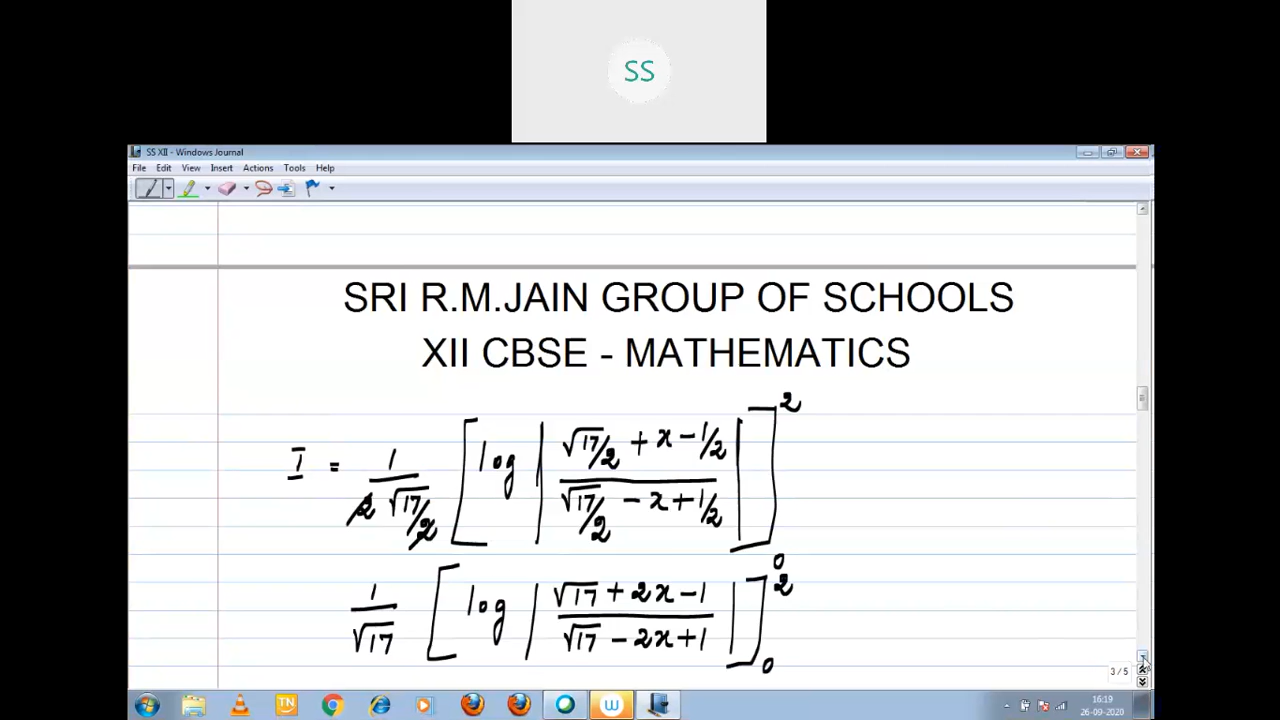 SS
SS XII - Windows Journal
File Edit View Insert Actions Tools Help
SRI R.M.JAIN GROUP OF SCHOOLS
XII CBSE - MATHEMATICS
I = 1/(2 √17/2) [ log | (√17/2 + x - 1/2) / (√17/2 - x + 1/2) | ]₀²
1/√17 [ log | (√17 + 2x - 1) / (√17 - 2x + 1) | ]₀²
3 / 5
TN W
16:19
26-09-2020